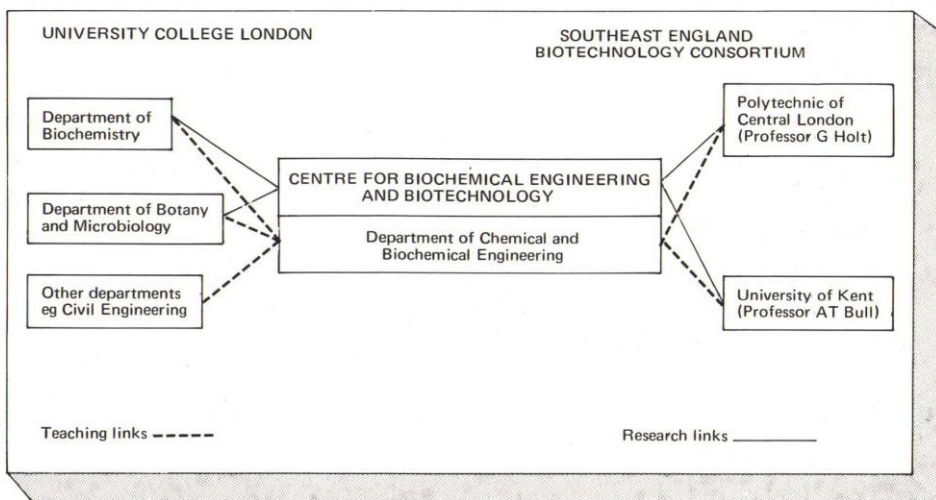 UNIVERSITY COLLEGE LONDON
SOUTHEAST ENGLAND
BIOTECHNOLOGY CONSORTIUM
Department of
Biochemistry
Department of Botany
and Microbiology
Other departments
eg Civil Engineering
CENTRE FOR BIOCHEMICAL ENGINEERING
AND BIOTECHNOLOGY
Department of Chemical and
Biochemical Engineering
Polytechnic of
Central London
(Professor G Holt)
University of Kent
(Professor AT Bull)
Teaching links
Research links